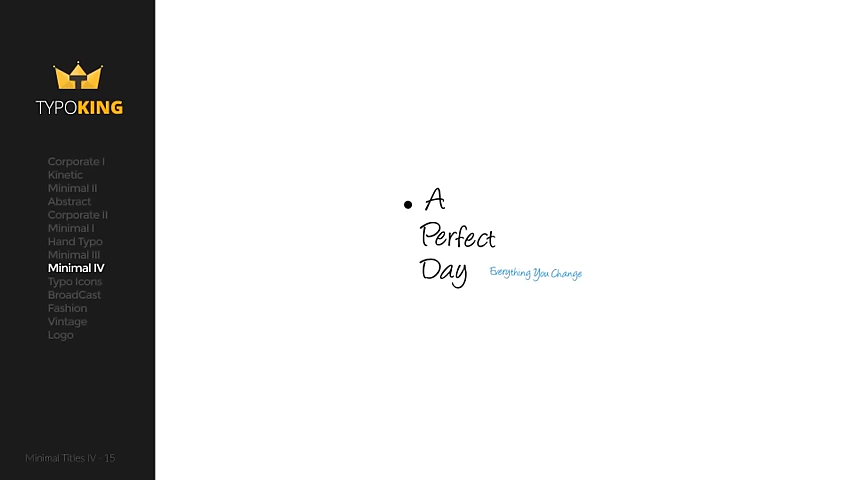 TYPOKING
Corporate I
Kinetic
Minimal II
Abstract
Corporate II
Minimal I
Hand Typo
Minimal III
Minimal IV
Typo Icons
BroadCast
Fashion
Vintage
Logo
Minimal Titles IV - 15
A
Perfect
Day
Everything You Change